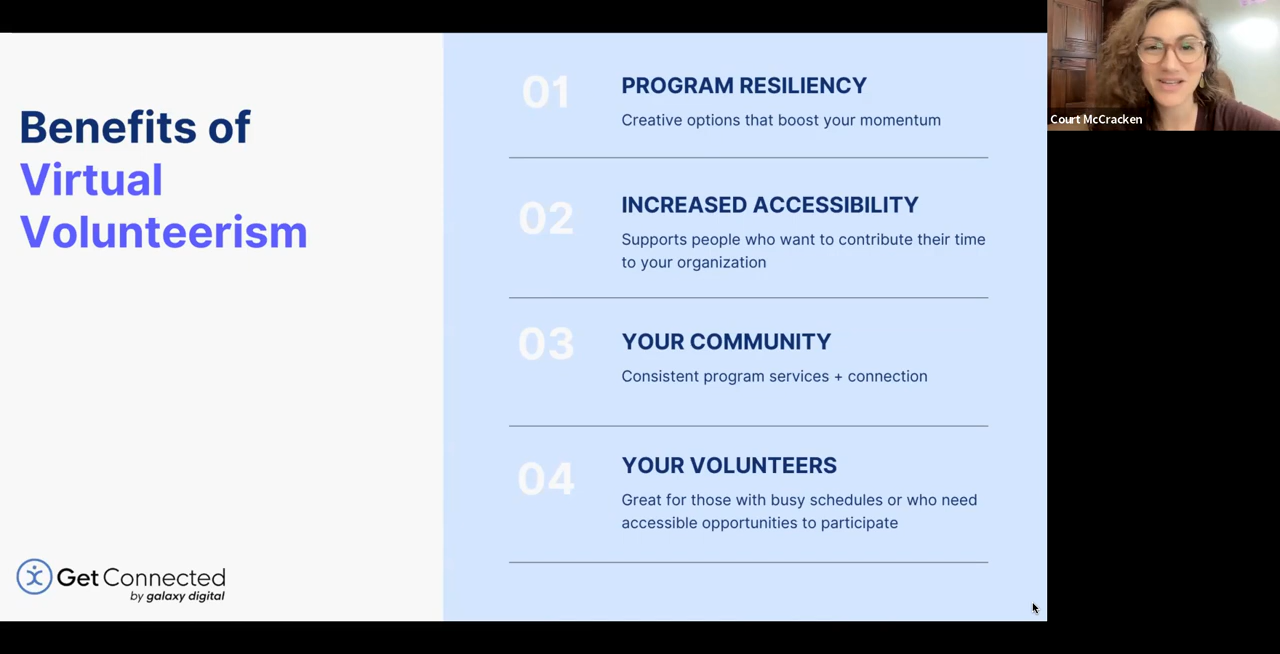 Benefits of
Virtual
Volunteerism
01
PROGRAM RESILIENCY
Creative options that boost your momentum
02
INCREASED ACCESSIBILITY
Supports people who want to contribute their time
to your organization
03
YOUR COMMUNITY
Consistent program services + connection
04
YOUR VOLUNTEERS
Great for those with busy schedules or who need
accessible opportunities to participate
Get Connected
by galaxy digital
Court McCracken